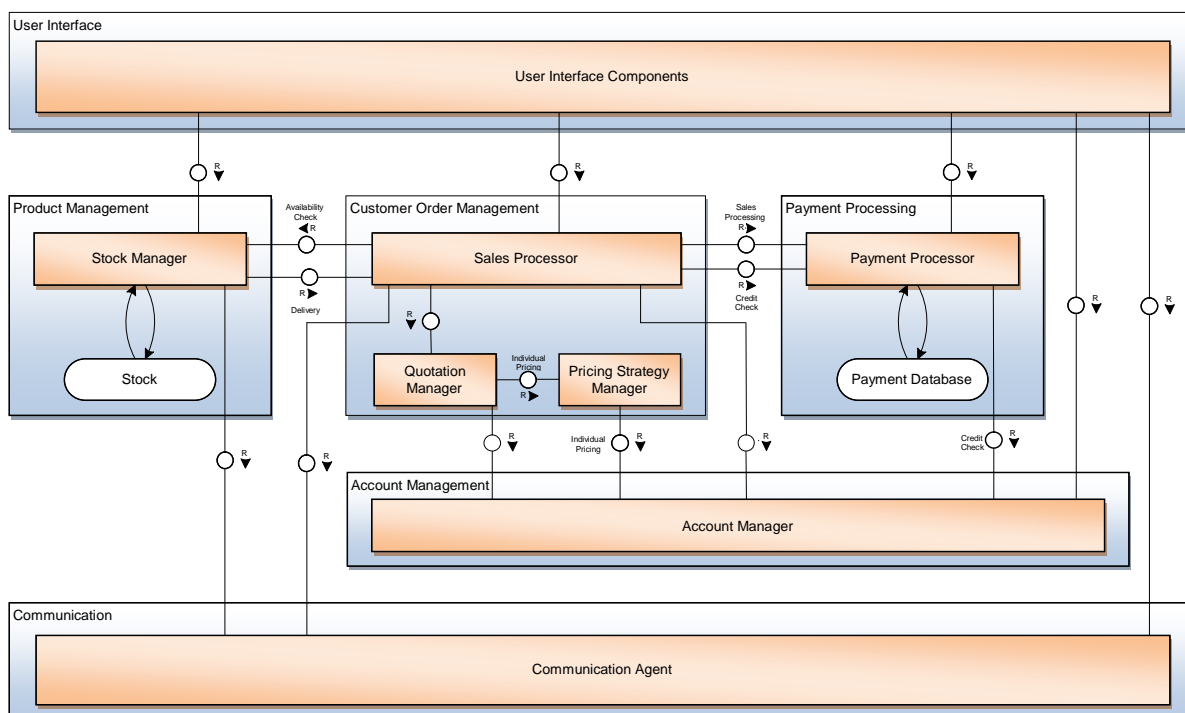 User Interface
User Interface Components
R
R
R
Product Management
Availability
Check
R
Customer Order Management
Sales
Processing
R
Payment Processing
Stock Manager
Sales Processor
Payment Processor
R
Delivery
R
Credit
Check
R
R
R
Stock
Quotation
Manager
Individual
Pricing
R
Pricing Strategy
Manager
Payment Database
R
Individual
Pricing
R
R
Credit
Check
R
R
R
Account Management
Account Manager
Communication
Communication Agent